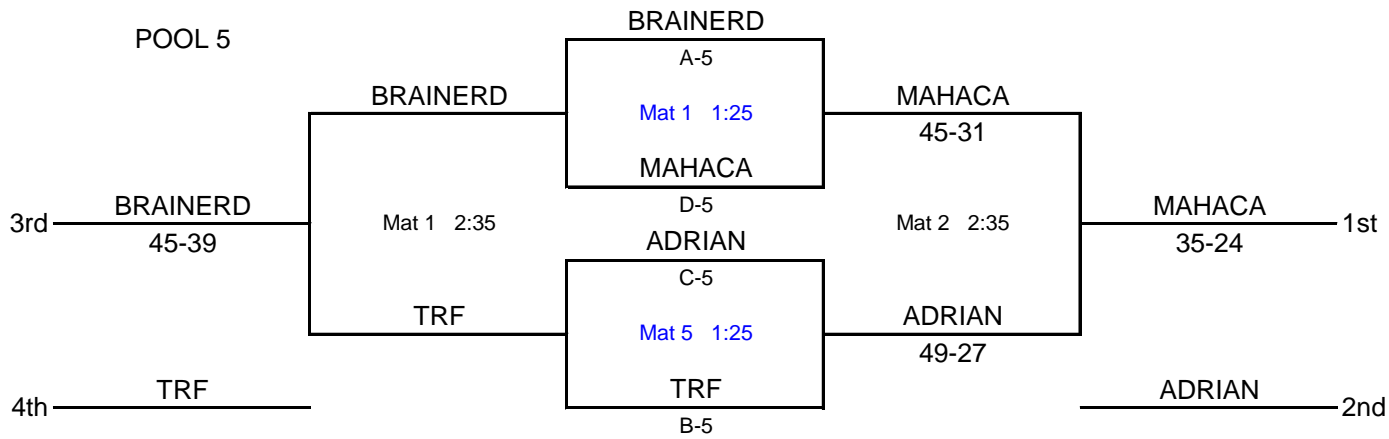 BRAINERD
POOL 5
A-5
BRAINERD
MAHACA
Mat 1 1:25
45-31
MAHACA
D-5
BRAINERD
MAHACA
3rd
Mat 1 2:35
Mat 2 2:35
1st
45-39
ADRIAN
35-24
C-5
TRF
ADRIAN
Mat 5 1:25
49-27
TRF
TRF
ADRIAN
4th
2nd
B-5